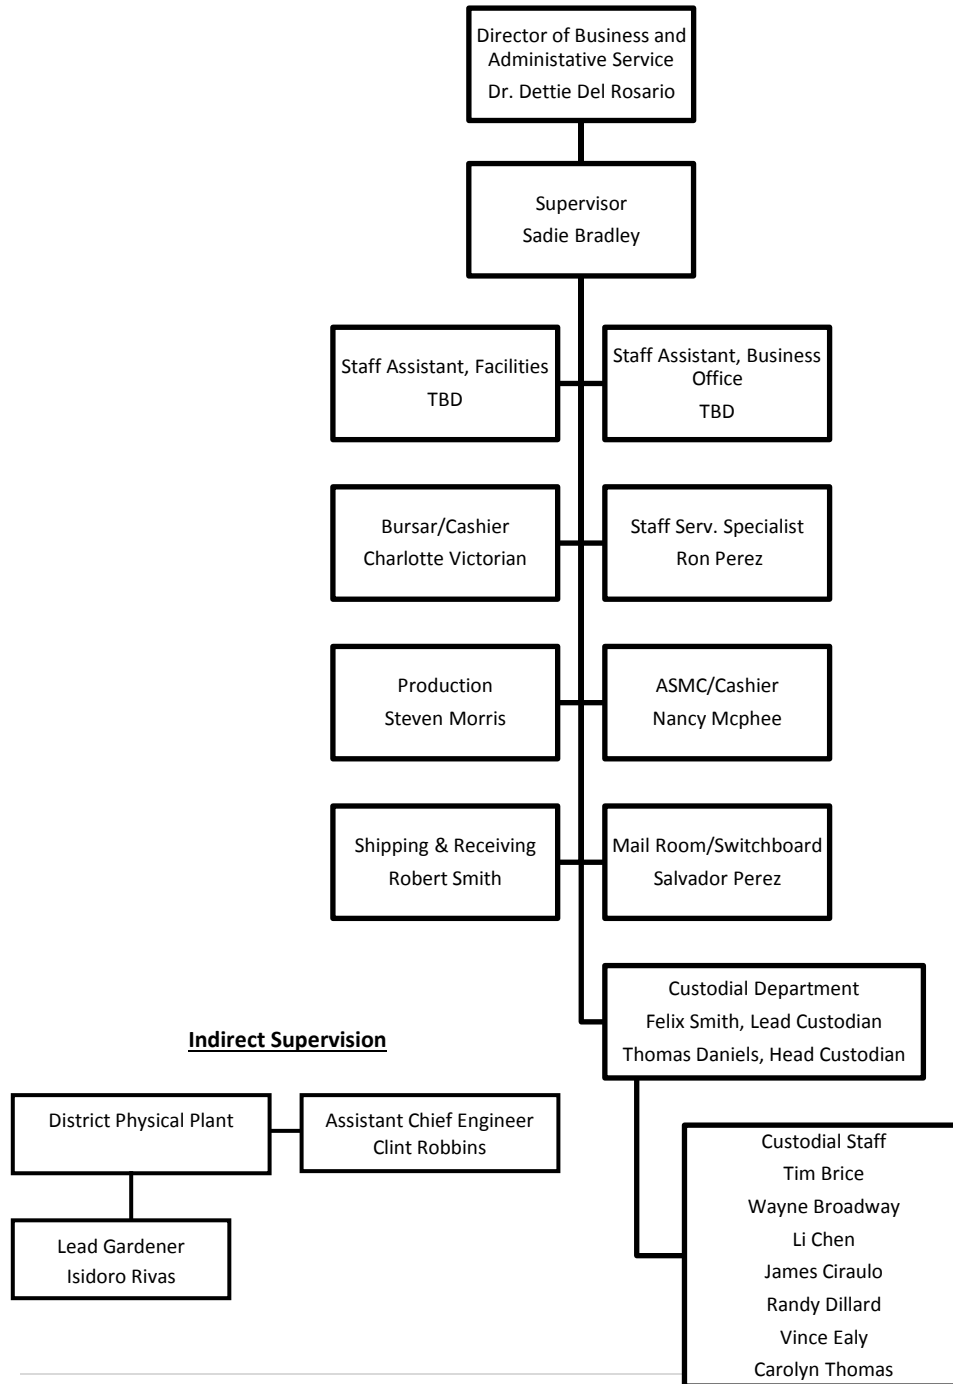 Director of Business and
Administative Service
Dr. Dettie Del Rosario
Supervisor
Sadie Bradley
Staff Assistant, Facilities
TBD
Staff Assistant, Business
Office
TBD
Bursar/Cashier
Charlotte Victorian
Staff Serv. Specialist
Ron Perez
Production
Steven Morris
ASMC/Cashier
Nancy Mcphee
Shipping & Receiving
Robert Smith
Mail Room/Switchboard
Salvador Perez
Custodial Department
Felix Smith, Lead Custodian
Thomas Daniels, Head Custodian
Indirect Supervision
District Physical Plant
Assistant Chief Engineer
Clint Robbins
Lead Gardener
Isidoro Rivas
Custodial Staff
Tim Brice
Wayne Broadway
Li Chen
James Ciraulo
Randy Dillard
Vince Ealy
Carolyn Thomas